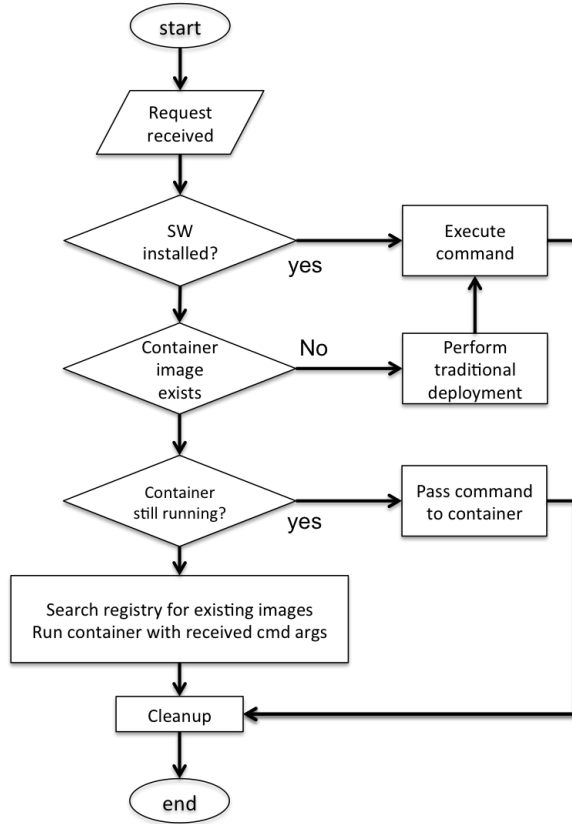 start
Request
received
SW
installed?
yes
Execute
command
Container
image
exists
No
Perform
traditional
deployment
Container
still running?
yes
Pass command
to container
Search registry for existing images
Run container with received cmd args
Cleanup
end